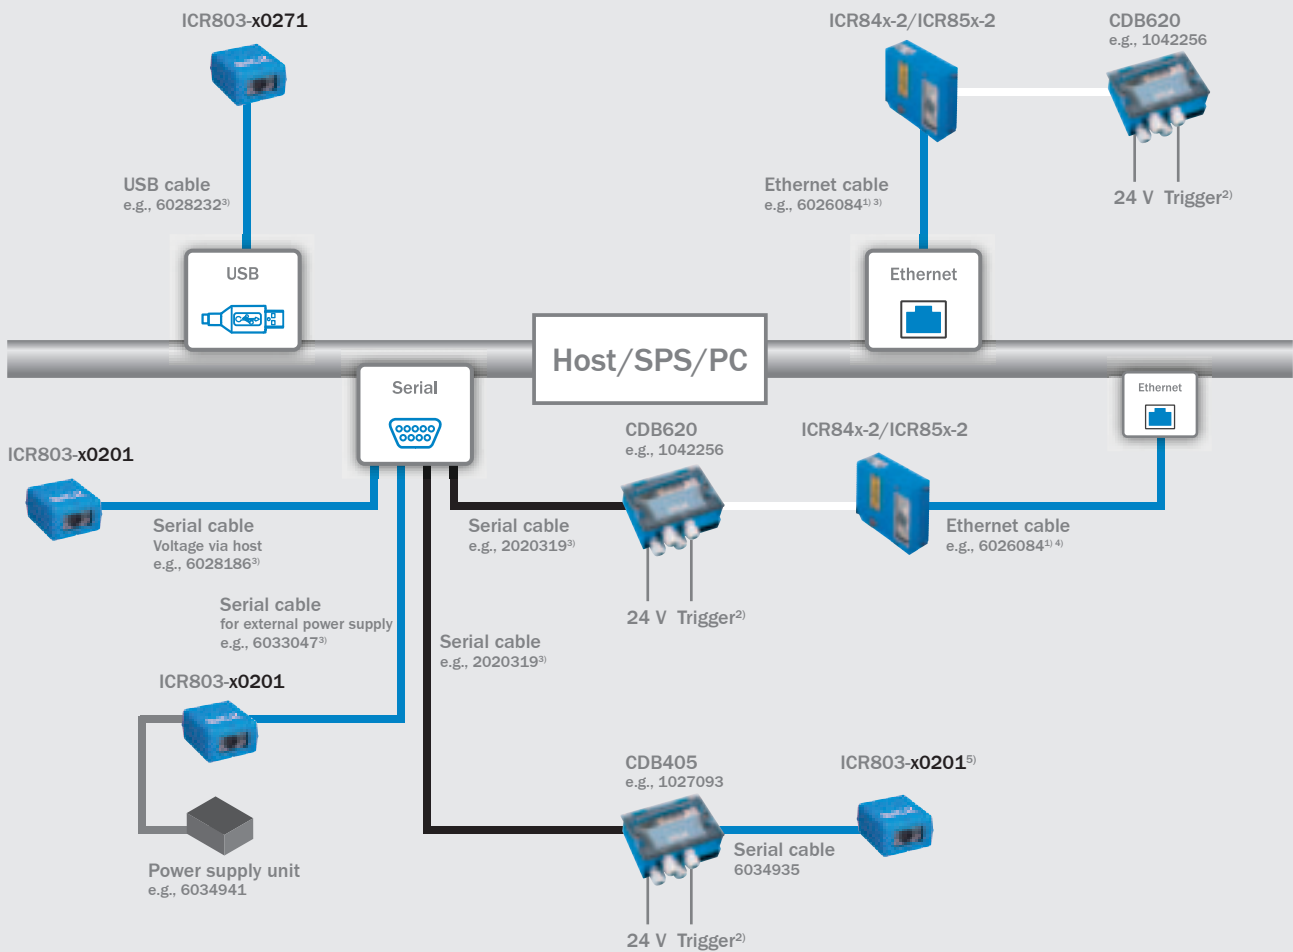 ICR803-x0271
ICR84x-2/ICR85x-2
CDB620
e.g., 1042256
USB cable
e.g., 6028232³⁾
Ethernet cable
e.g., 6026084¹⁾ ³⁾
24 V Trigger²⁾
USB
Ethernet
Host/SPS/PC
Serial
Ethernet
ICR803-x0201
CDB620
e.g., 1042256
ICR84x-2/ICR85x-2
Serial cable
Voltage via host
e.g., 6028186³⁾
Serial cable
e.g., 2020319³⁾
Ethernet cable
e.g., 6026084¹⁾ ⁴⁾
24 V Trigger²⁾
Serial cable
for external power supply
e.g., 6033047³⁾
Serial cable
e.g., 2020319³⁾
ICR803-x0201
CDB405
e.g., 1027093
ICR803-x0201⁵⁾
Serial cable
6034935
Power supply unit
e.g., 6034941
24 V Trigger²⁾